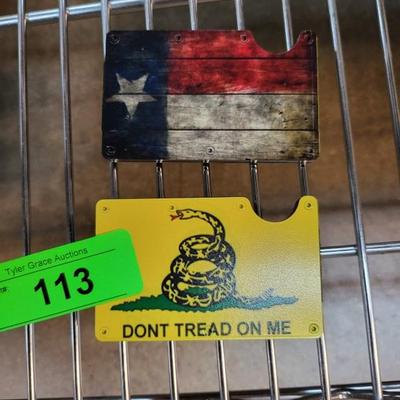 Tyler Grace Auctions
113
DONT TREAD ON ME